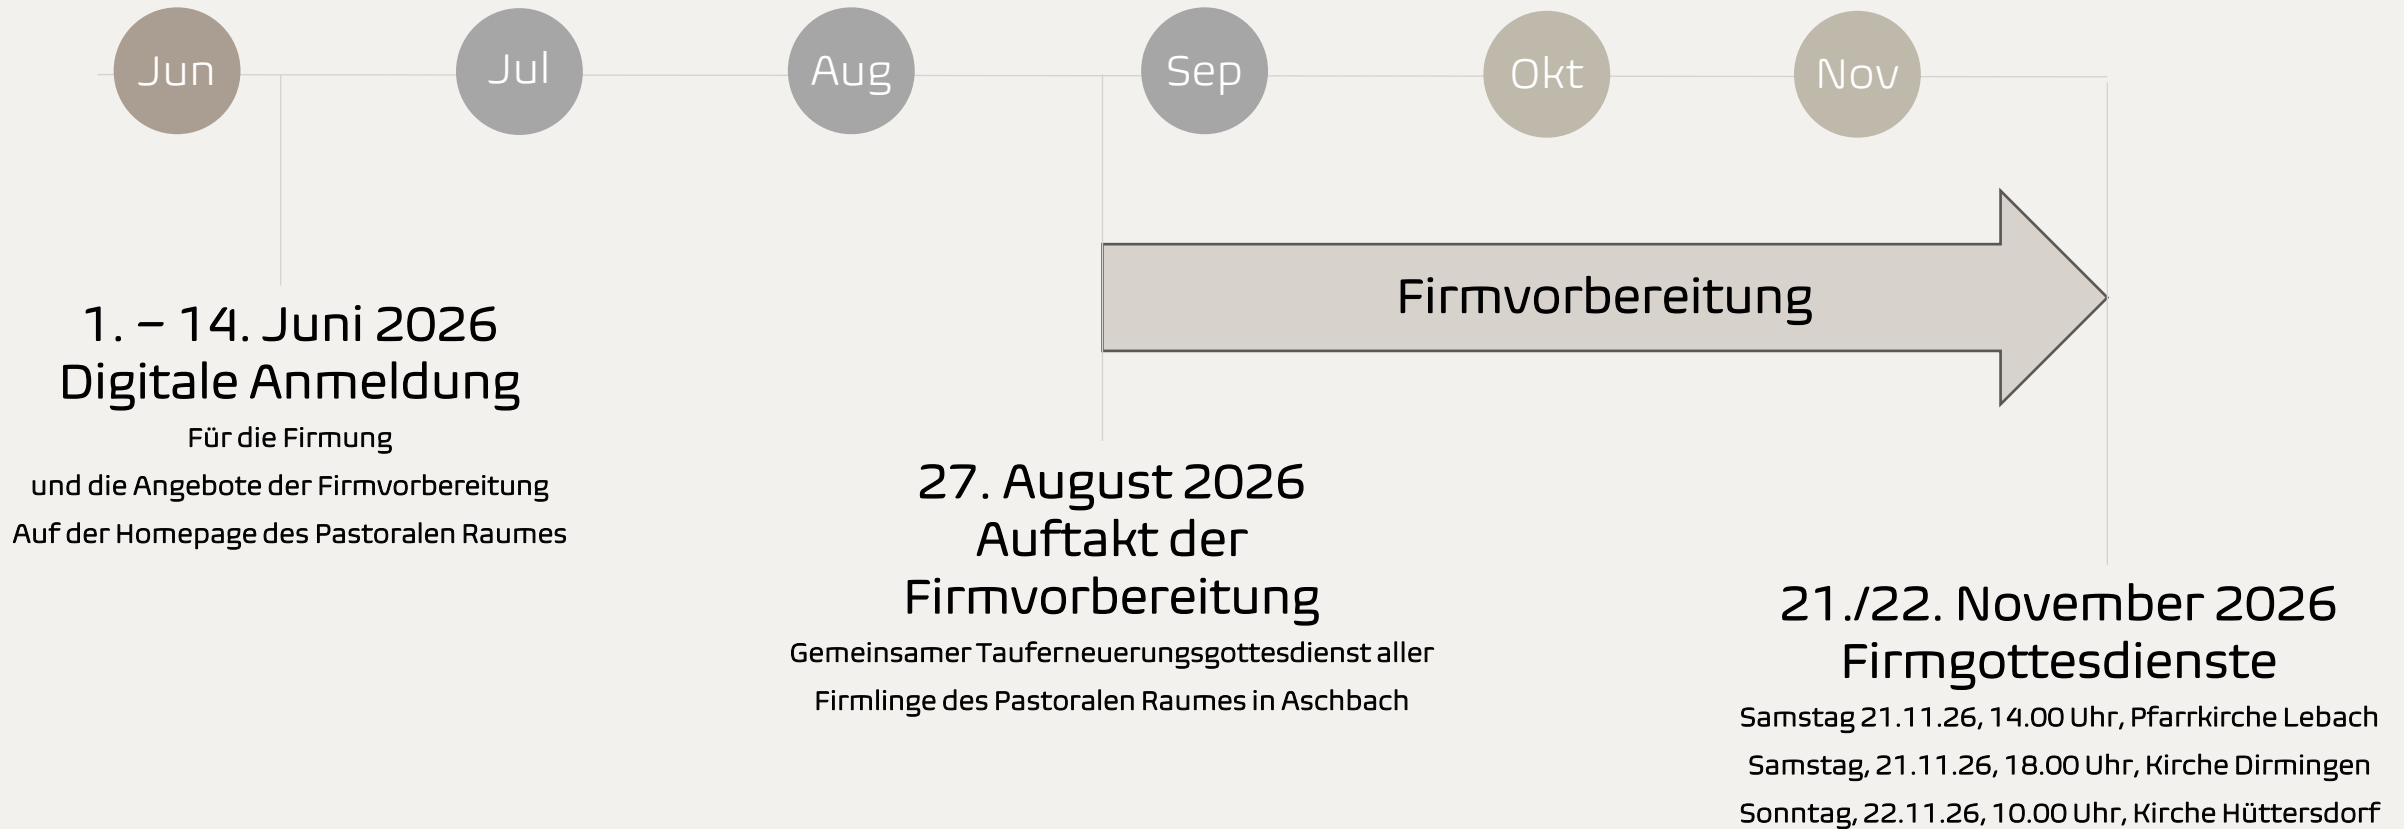 Jun
Jul
Aug
Sep
Okt
Nov
Firmvorbereitung
1. – 14. Juni 2026
Digitale Anmeldung
Für die Firmung
und die Angebote der Firmvorbereitung
Auf der Homepage des Pastoralen Raumes
27. August 2026
Auftakt der
Firmvorbereitung
Gemeinsamer Tauferneuerungsgottesdienst aller
Firmlinge des Pastoralen Raumes in Aschbach
21./22. November 2026
Firmgottesdienste
Samstag 21.11.26, 14.00 Uhr, Pfarrkirche Lebach
Samstag, 21.11.26, 18.00 Uhr, Kirche Dirmingen
Sonntag, 22.11.26, 10.00 Uhr, Kirche Hüttersdorf